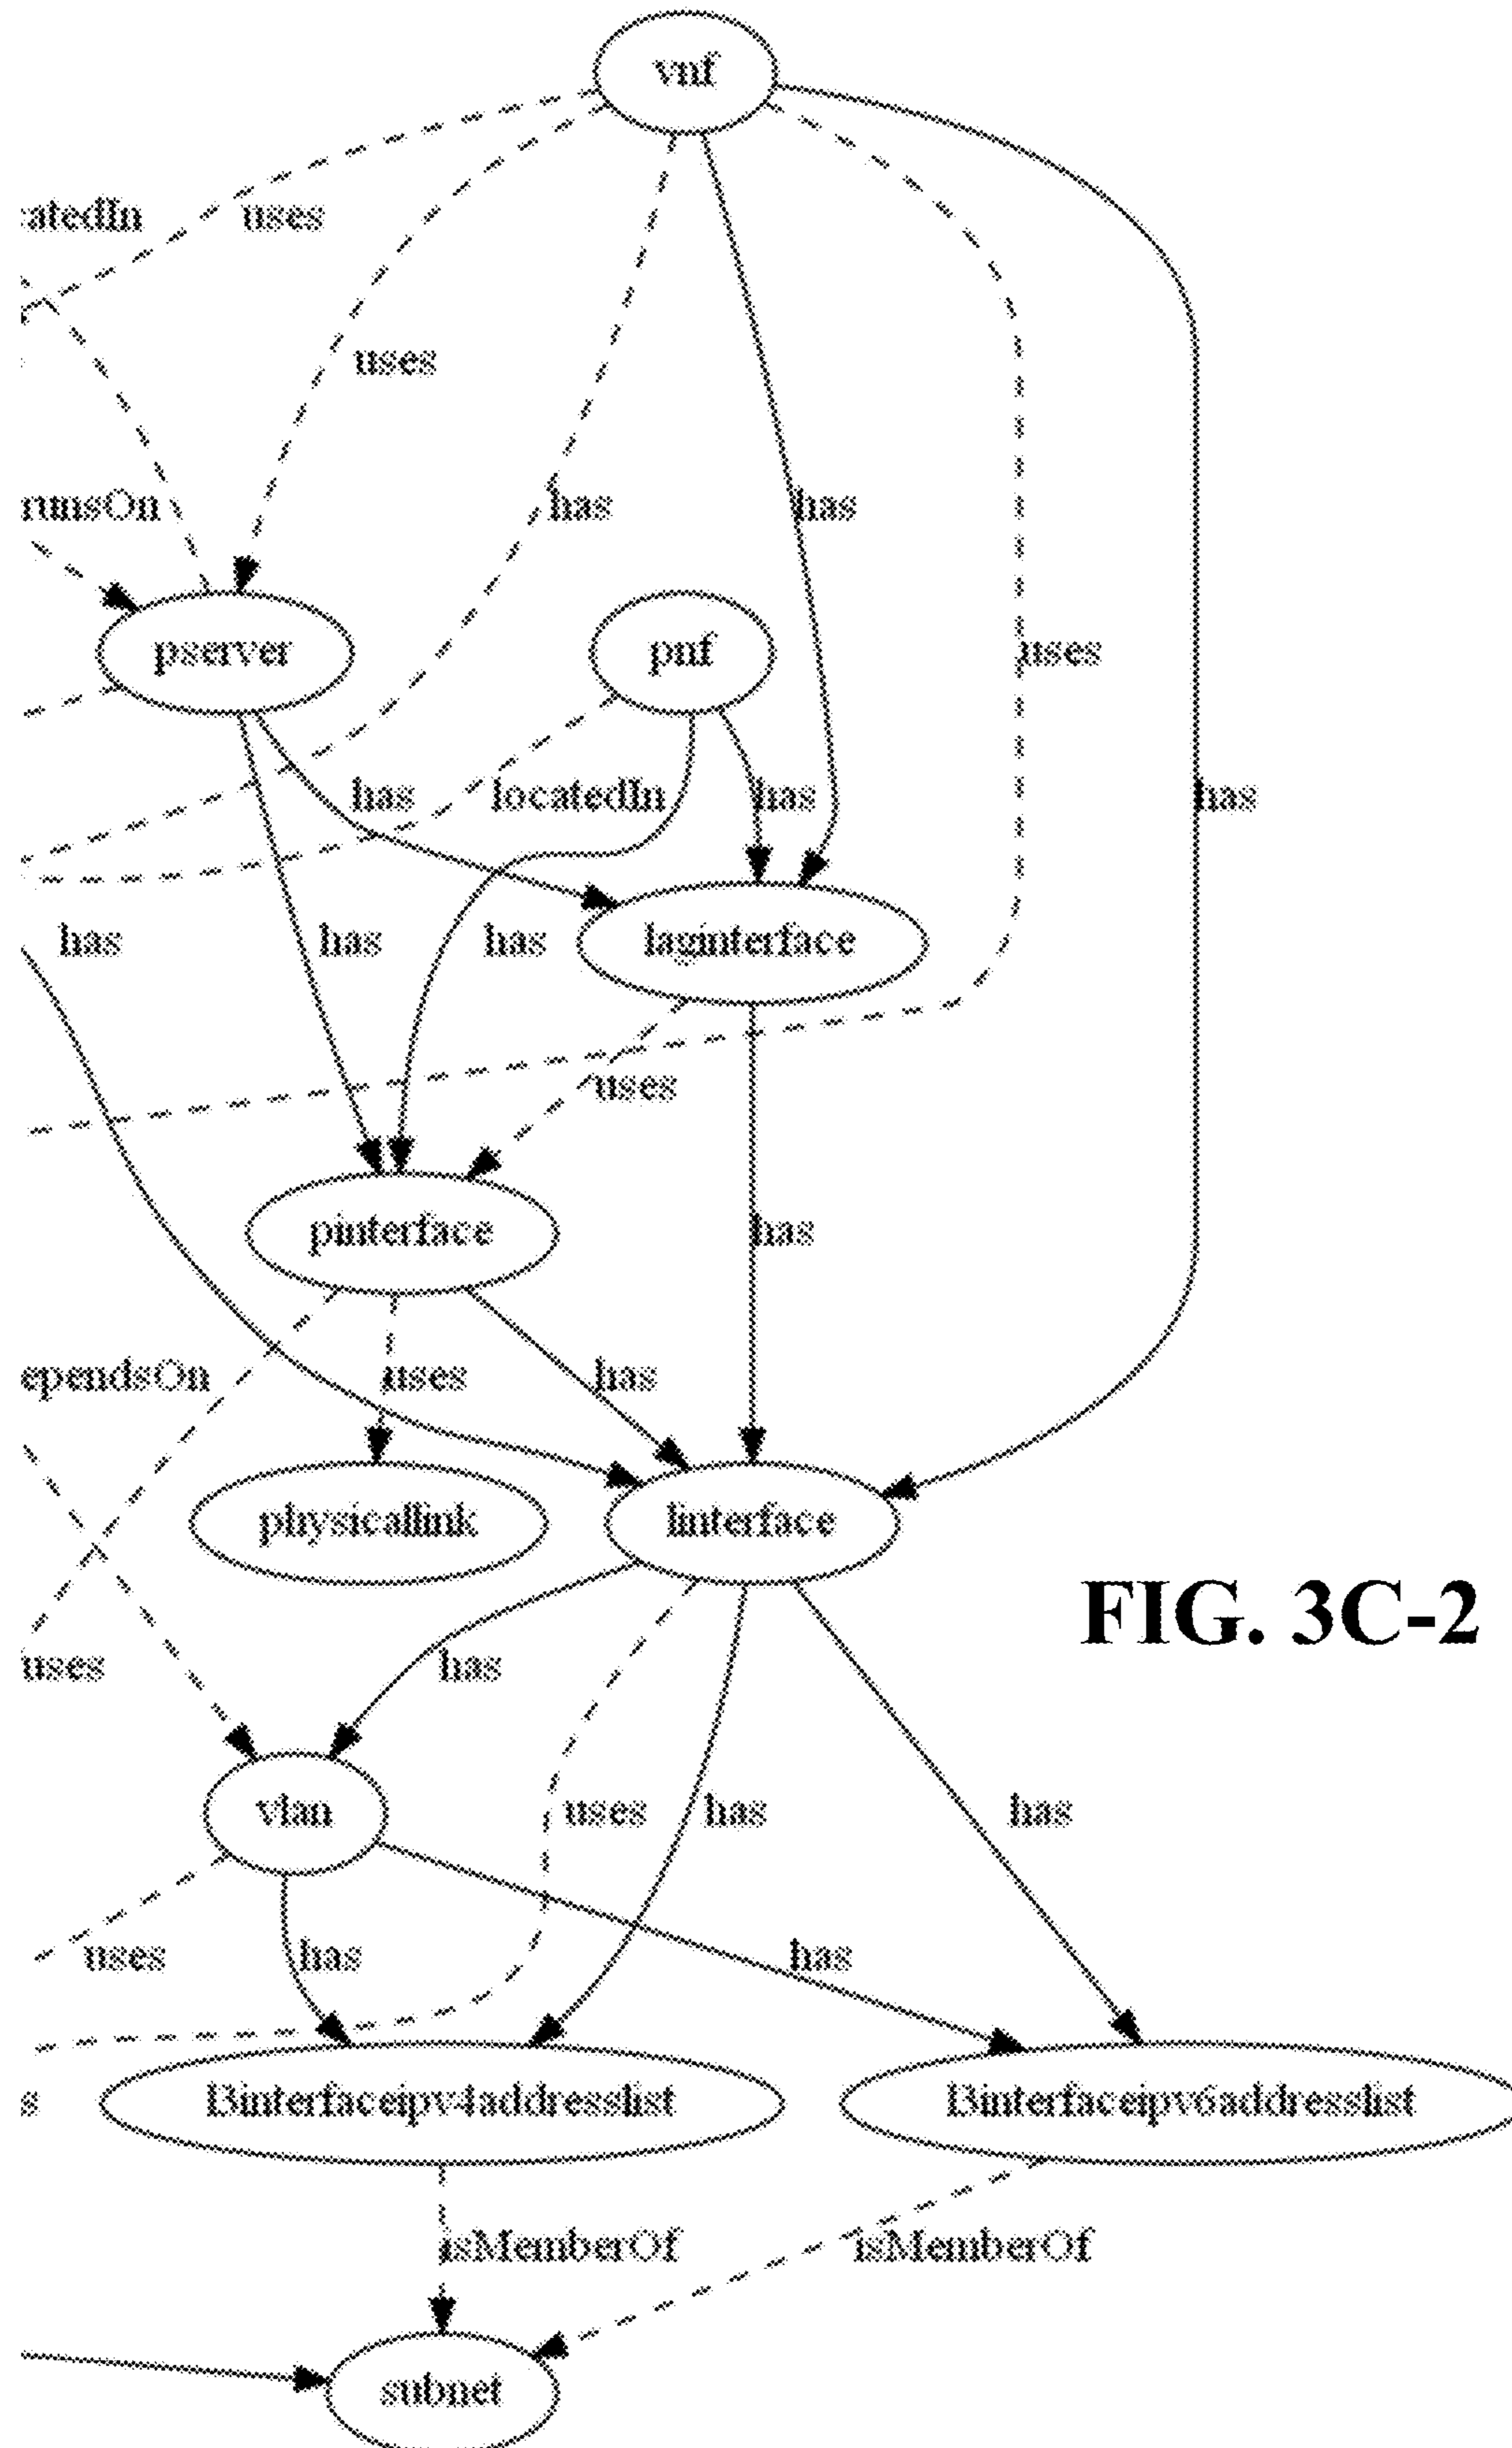 vnf
catedIn
uses
uses
runsOn
has
has
pserver
pnf
uses
has
locatedIn
has
has
has
has
has
laginterface
uses
pinterface
has
ependsOn
uses
has
physicallink
linterface
FIG. 3C-2
uses
has
vlan
uses
has
has
uses
has
has
s
l3interfaceipv4addresslist
l3interfaceipv6addresslist
isMemberOf
isMemberOf
subnet